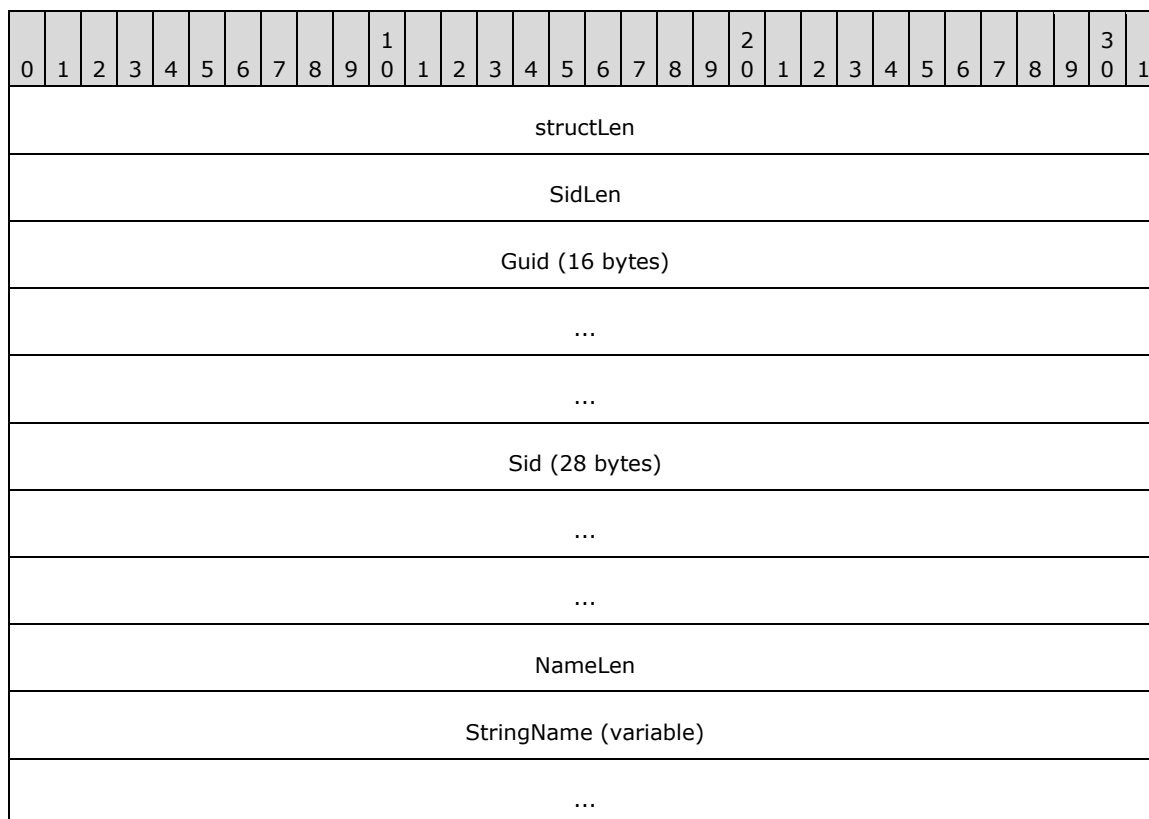 1 2 3
0 1 2 3 4 5 6 7 8 9 0 1 2 3 4 5 6 7 8 9 0 1 2 3 4 5 6 7 8 9 0 1
structLen
SidLen
Guid (16 bytes)
...
...
Sid (28 bytes)
...
...
NameLen
StringName (variable)
...